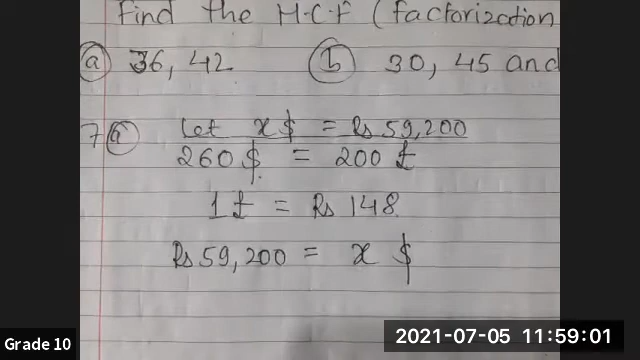 Find the H.C.F (factorization
(a) 36, 42 (b) 30, 45 and
7(a) Let x $ = Rs 59,200
260 $ = 200 £
1 £ = Rs 148
Rs 59,200 = x $
Grade 10
2021-07-05 11:59:01